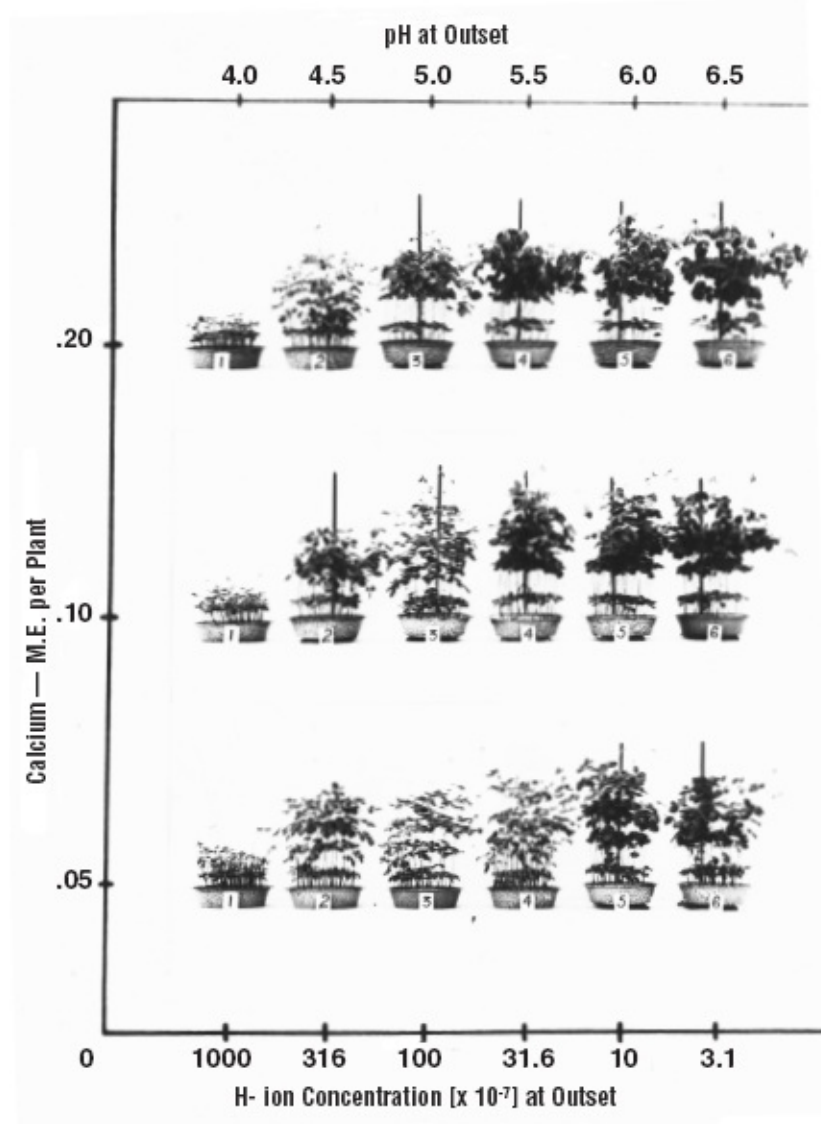 pH at Outset
4.0 4.5 5.0 5.5 6.0 6.5
.20
1 2 3 4 5 6
Calcium — M.E. per Plant
.10
1 2 3 4 5 6
.05
1 2 3 4 5 6
0 1000 316 100 31.6 10 3.1
H- ion Concentration [x 10⁻⁷] at Outset